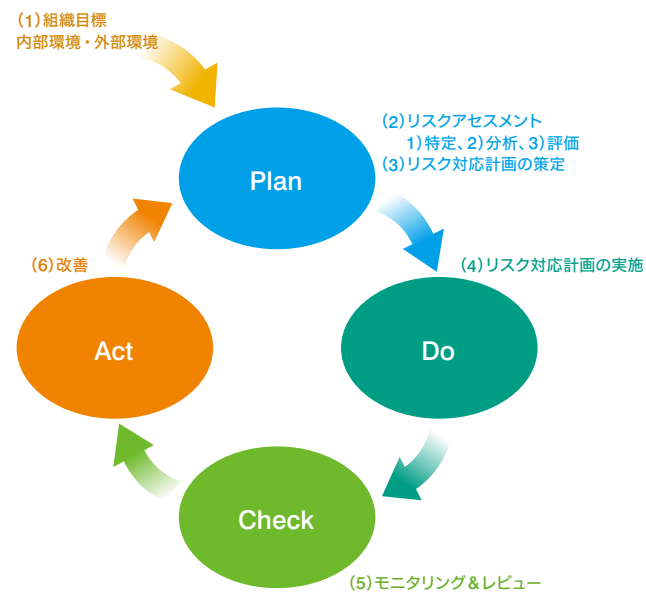 (1)組織目標
内部環境・外部環境
(2)リスクアセスメント
1)特定、2)分析、3)評価
(3)リスク対応計画の策定
Plan
(6)改善
(4)リスク対応計画の実施
Act
Do
Check
(5)モニタリング&レビュー